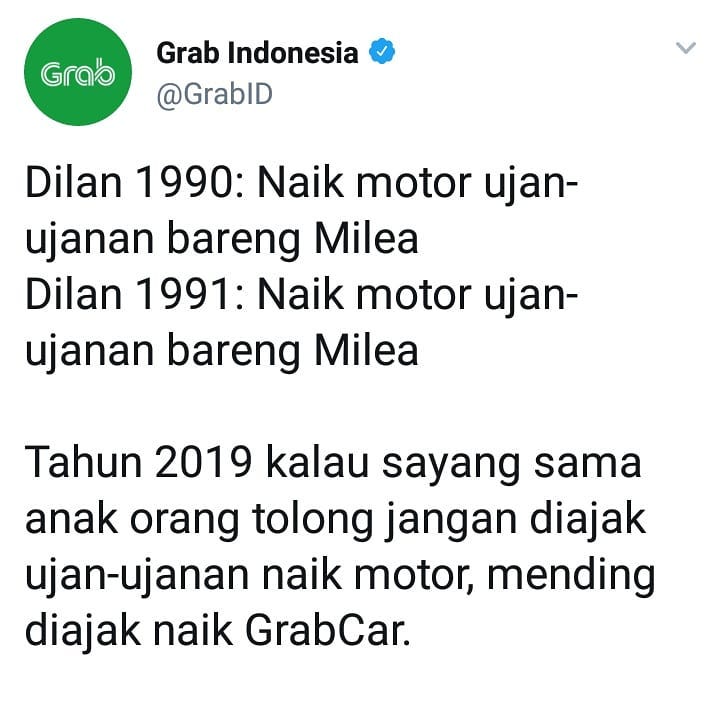 Grab
Grab Indonesia
@GrabID
Dilan 1990: Naik motor ujan-
ujanan bareng Milea
Dilan 1991: Naik motor ujan-
ujanan bareng Milea
Tahun 2019 kalau sayang sama
anak orang tolong jangan diajak
ujan-ujanan naik motor, mending
diajak naik GrabCar.